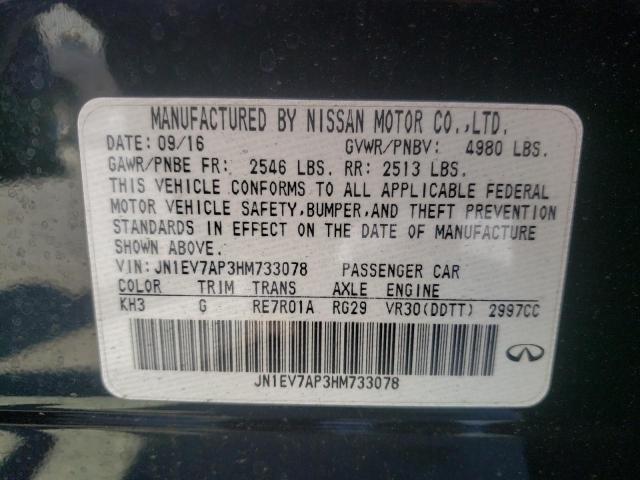 MANUFACTURED BY NISSAN MOTOR CO.,LTD.
DATE: 09/16 GVWR/PNBV: 4980 LBS.
GAWR/PNBE FR: 2546 LBS. RR: 2513 LBS.
THIS VEHICLE CONFORMS TO ALL APPLICABLE FEDERAL
MOTOR VEHICLE SAFETY,BUMPER,AND THEFT PREVENTION
STANDARDS IN EFFECT ON THE DATE OF MANUFACTURE
SHOWN ABOVE.
VIN: JN1EV7AP3HM733078 PASSENGER CAR
COLOR TRIM TRANS AXLE ENGINE
KH3 G RE7R01A RG29 VR30(DDTT) 2997CC
JN1EV7AP3HM733078